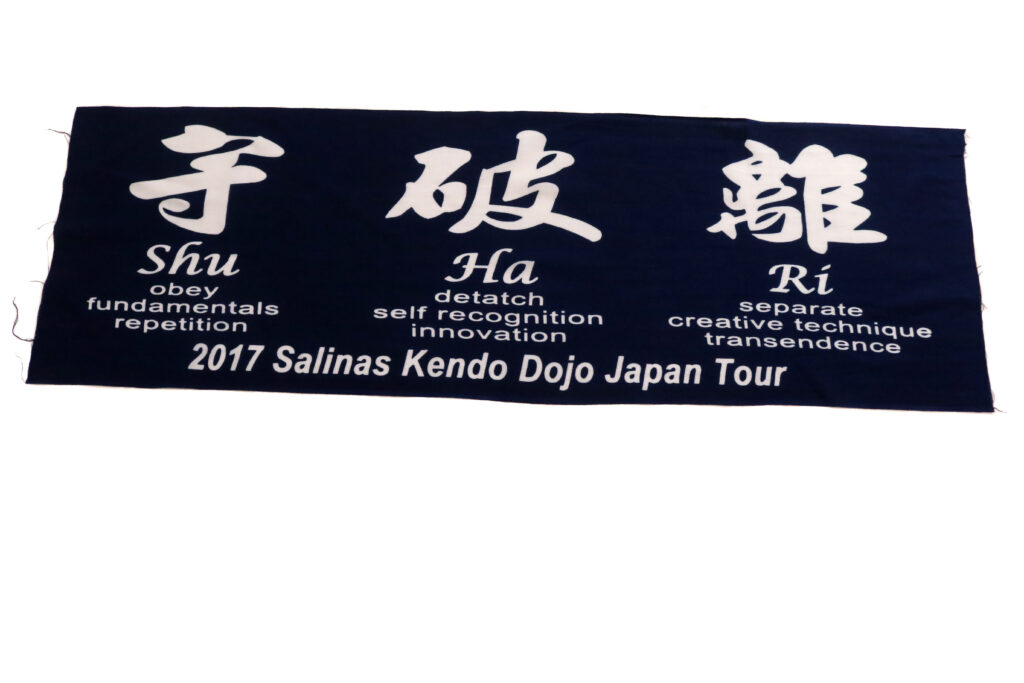 守 破 離
Shu
obey
fundamentals
repetition
Ha
detatch
self recognition
innovation
Ri
separate
creative technique
transendence
2017 Salinas Kendo Dojo Japan Tour